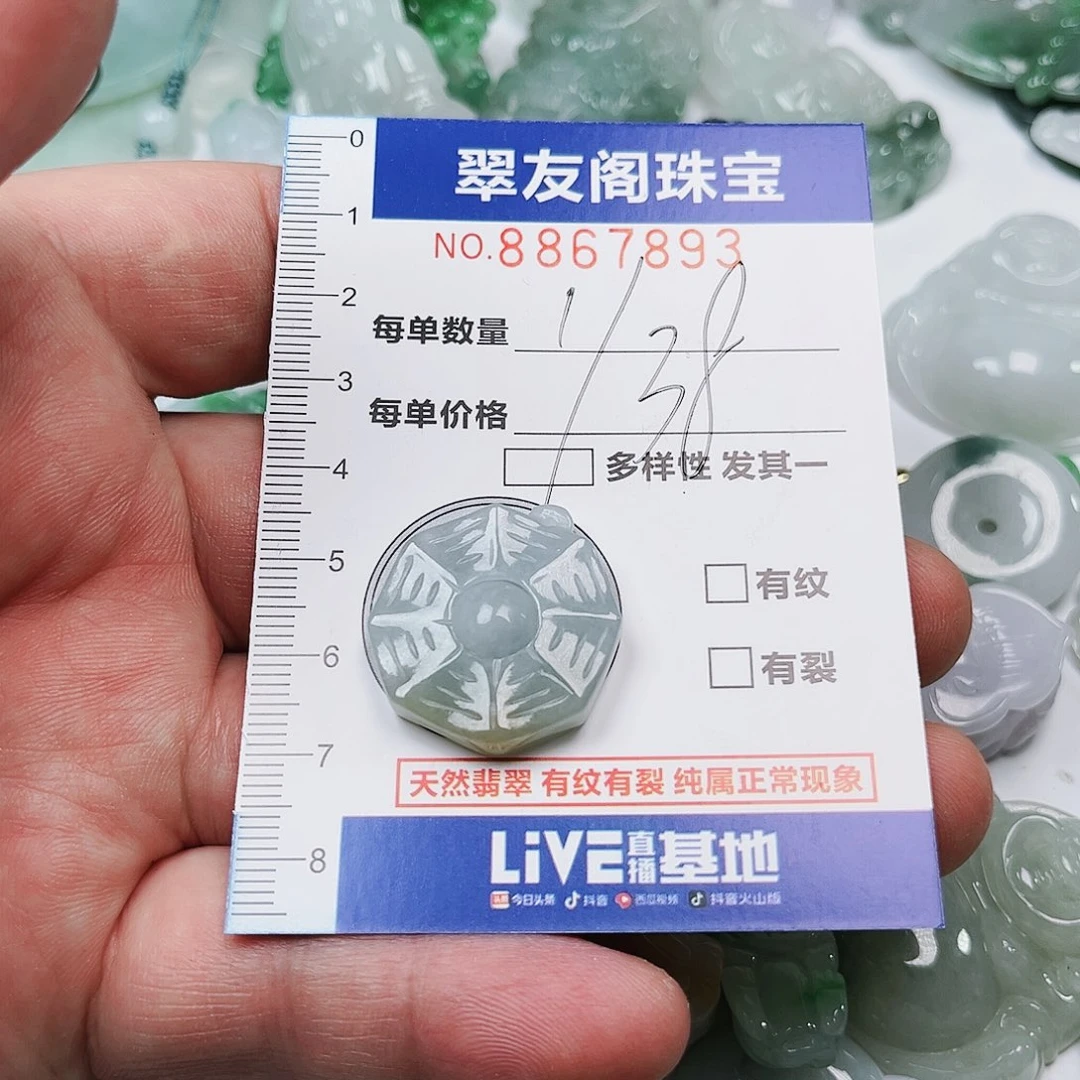 翠友阁珠宝
NO.8867893
每单数量 1/38
每单价格
多样性 发其一
有纹
有裂
天然翡翠 有纹有裂 纯属正常现象
LiVE直播基地
头条 今日头条 抖音 西瓜视频 抖音火山版
0
1
2
3
4
5
6
7
8